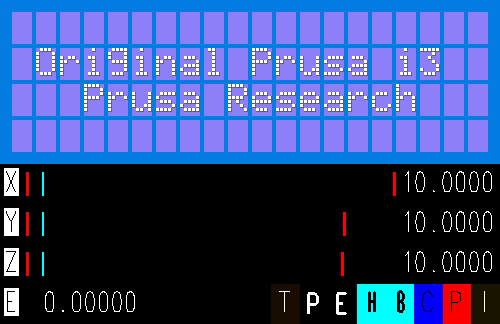 Original Prusa i3
Prusa Research
X 10.0000
Y 10.0000
Z 10.0000
E 0.00000 T P E H B C P I